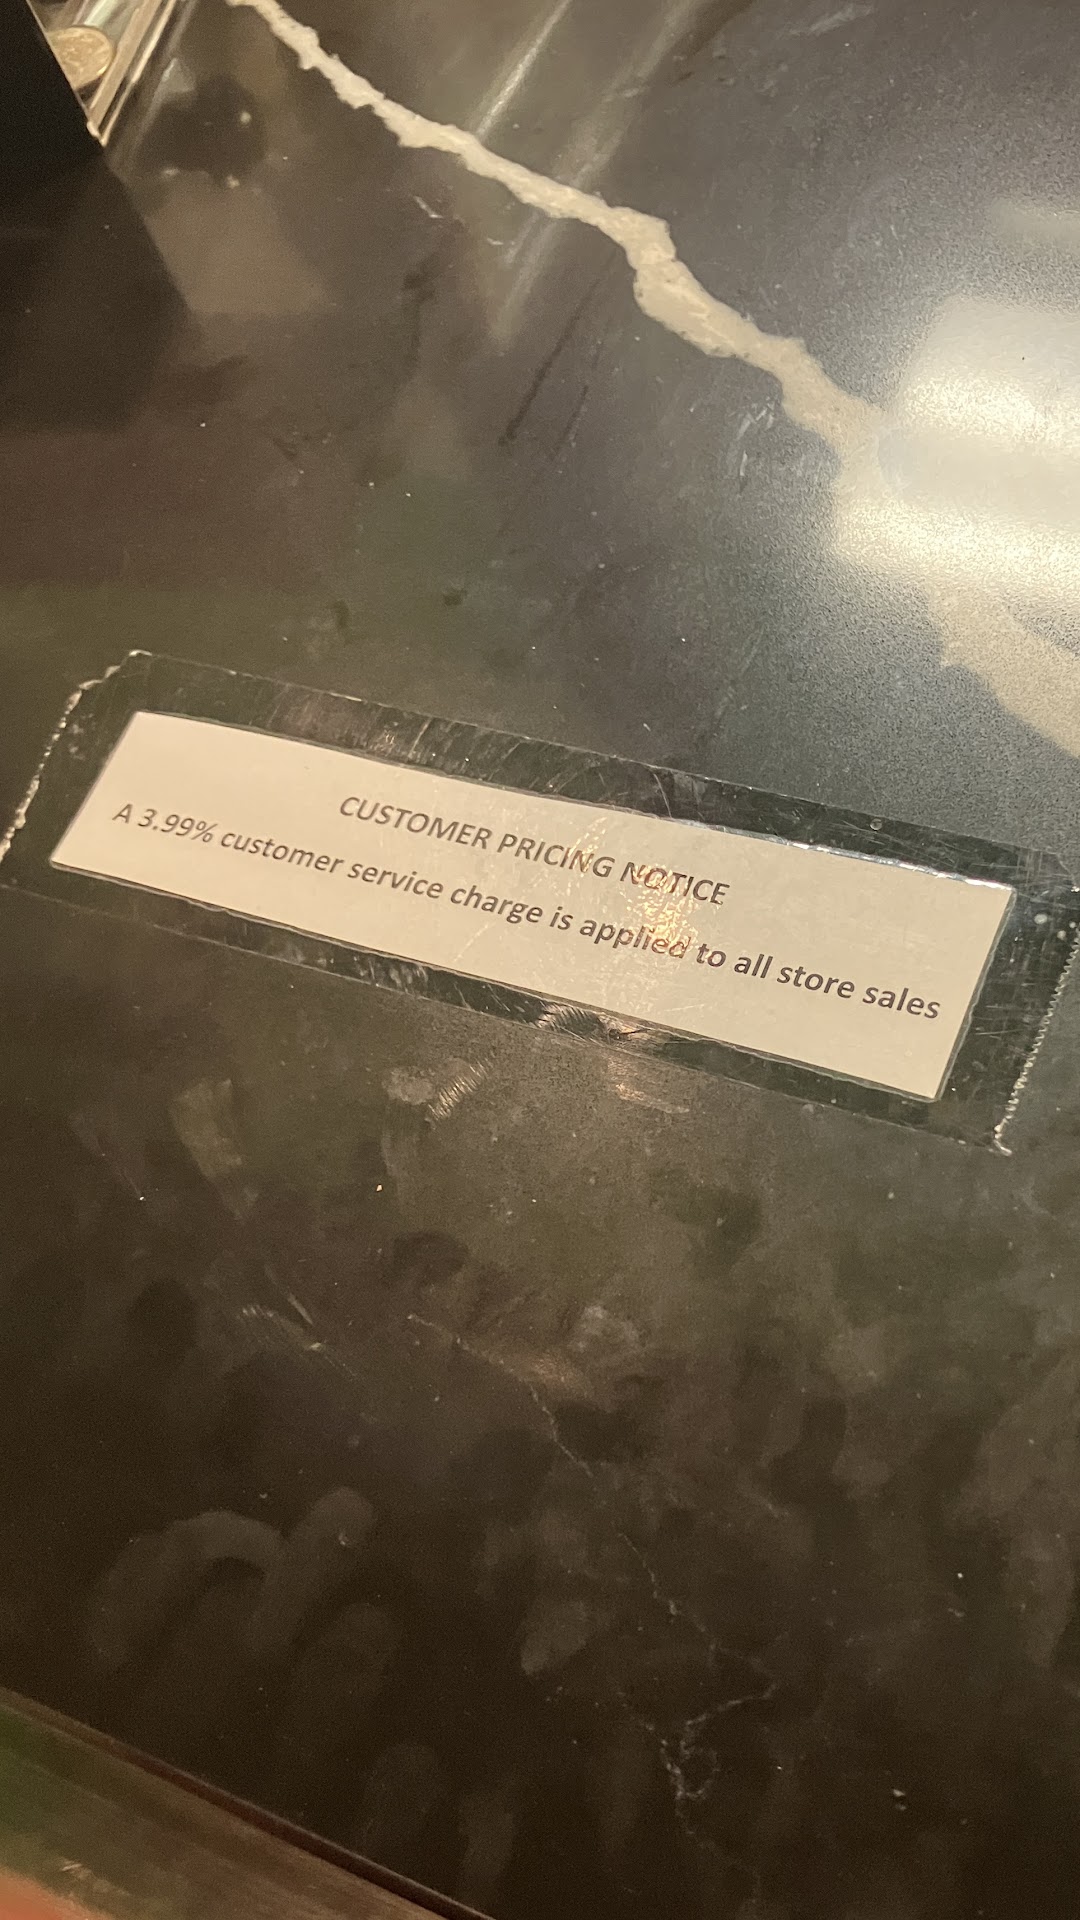 CUSTOMER PRICING NOTICE
A 3.99% customer service charge is applied to all store sales